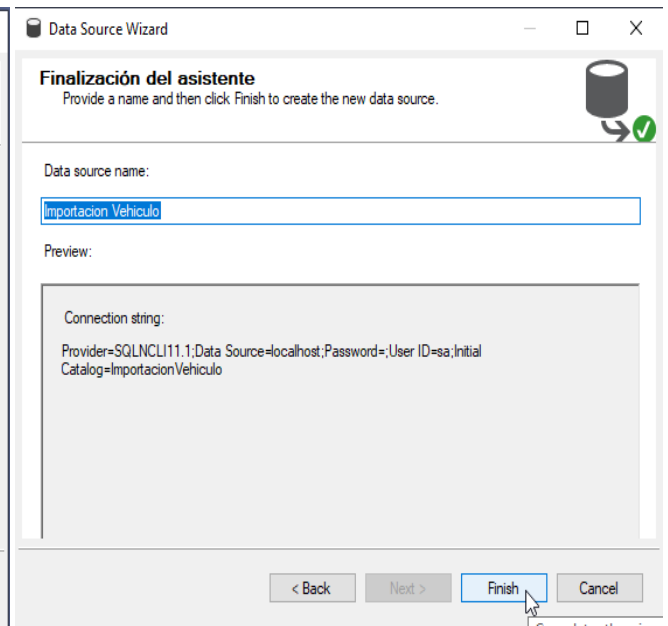 Data Source Wizard
Finalización del asistente
Provide a name and then click Finish to create the new data source.
Data source name:
Importacion Vehiculo
Preview:
Connection string:
Provider=SQLNCLI11.1;Data Source=localhost;Password=;User ID=sa;Initial
Catalog=ImportacionVehiculo
< Back Next > Finish Cancel